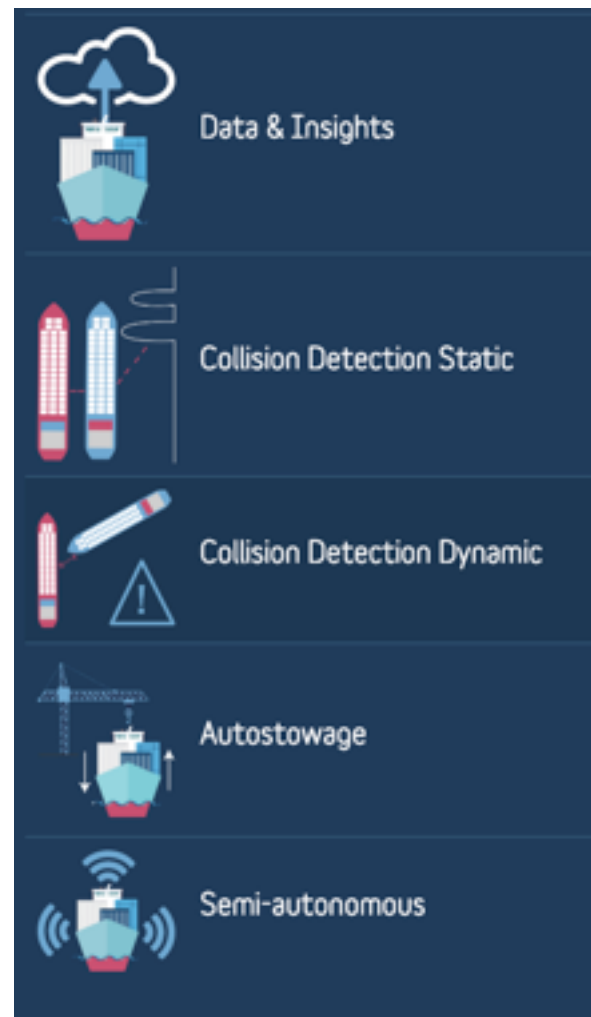 Data & Insights
Collision Detection Static
Collision Detection Dynamic
!
Autostowage
Semi-autonomous